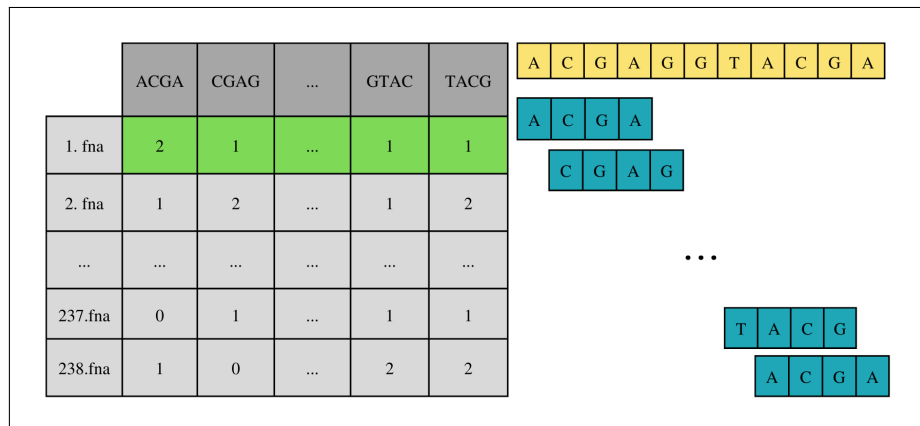 ACGA CGAG ... GTAC TACG
1. fna 2 1 ... 1 1
2. fna 1 2 ... 1 2
... ... ... ... ... ...
237.fna 0 1 ... 1 1
238.fna 1 0 ... 2 2
A C G A G G T A C G A
A C G A
C G A G
...
T A C G
A C G A